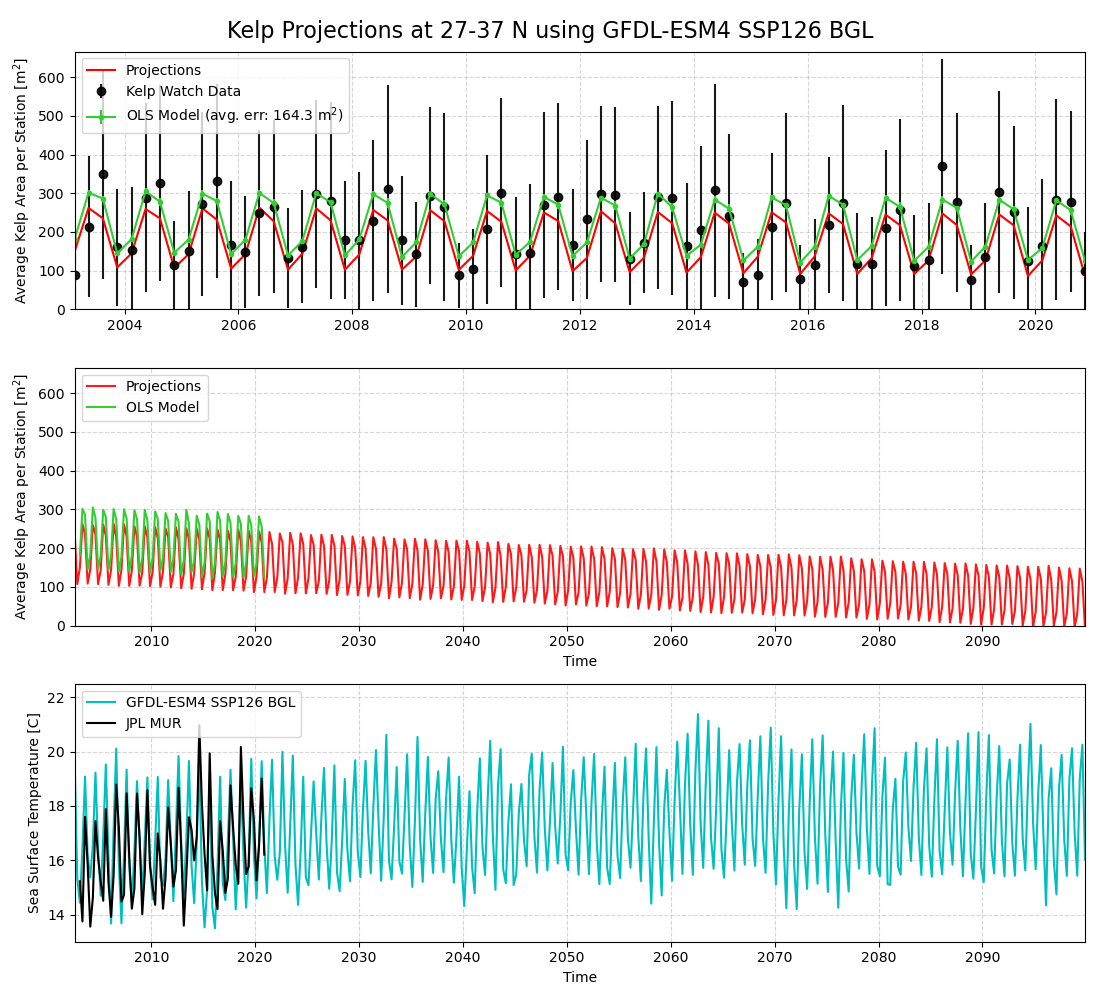 Kelp Projections at 27-37 N using GFDL-ESM4 SSP126 BGL
Average Kelp Area per Station [m²]
600
500
400
300
200
100
0
Projections
Kelp Watch Data
OLS Model (avg. err: 164.3 m²)
2004 2006 2008 2010 2012 2014 2016 2018 2020
Average Kelp Area per Station [m²]
600
500
400
300
200
100
0
Projections
OLS Model
2010 2020 2030 2040 2050 2060 2070 2080 2090
Time
Sea Surface Temperature [C]
22
20
18
16
14
GFDL-ESM4 SSP126 BGL
JPL MUR
2010 2020 2030 2040 2050 2060 2070 2080 2090
Time